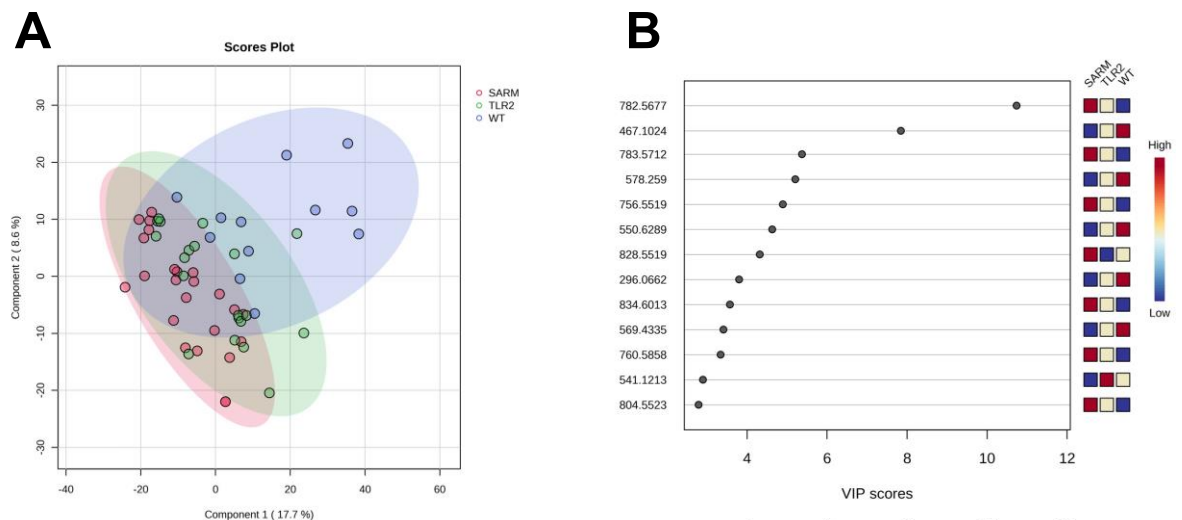 A
Scores Plot
SARM
TLR2
WT
30
20
10
0
-10
-20
-30
Component 2 ( 8.6 %)
-40 -20 0 20 40 60
Component 1 ( 17.7 %)
B
SARM TLR2 WT
782.5677
467.1024
783.5712
578.259
756.5519
550.6289
828.5519
296.0662
834.6013
569.4335
760.5858
541.1213
804.5523
High
Low
4 6 8 10 12
VIP scores